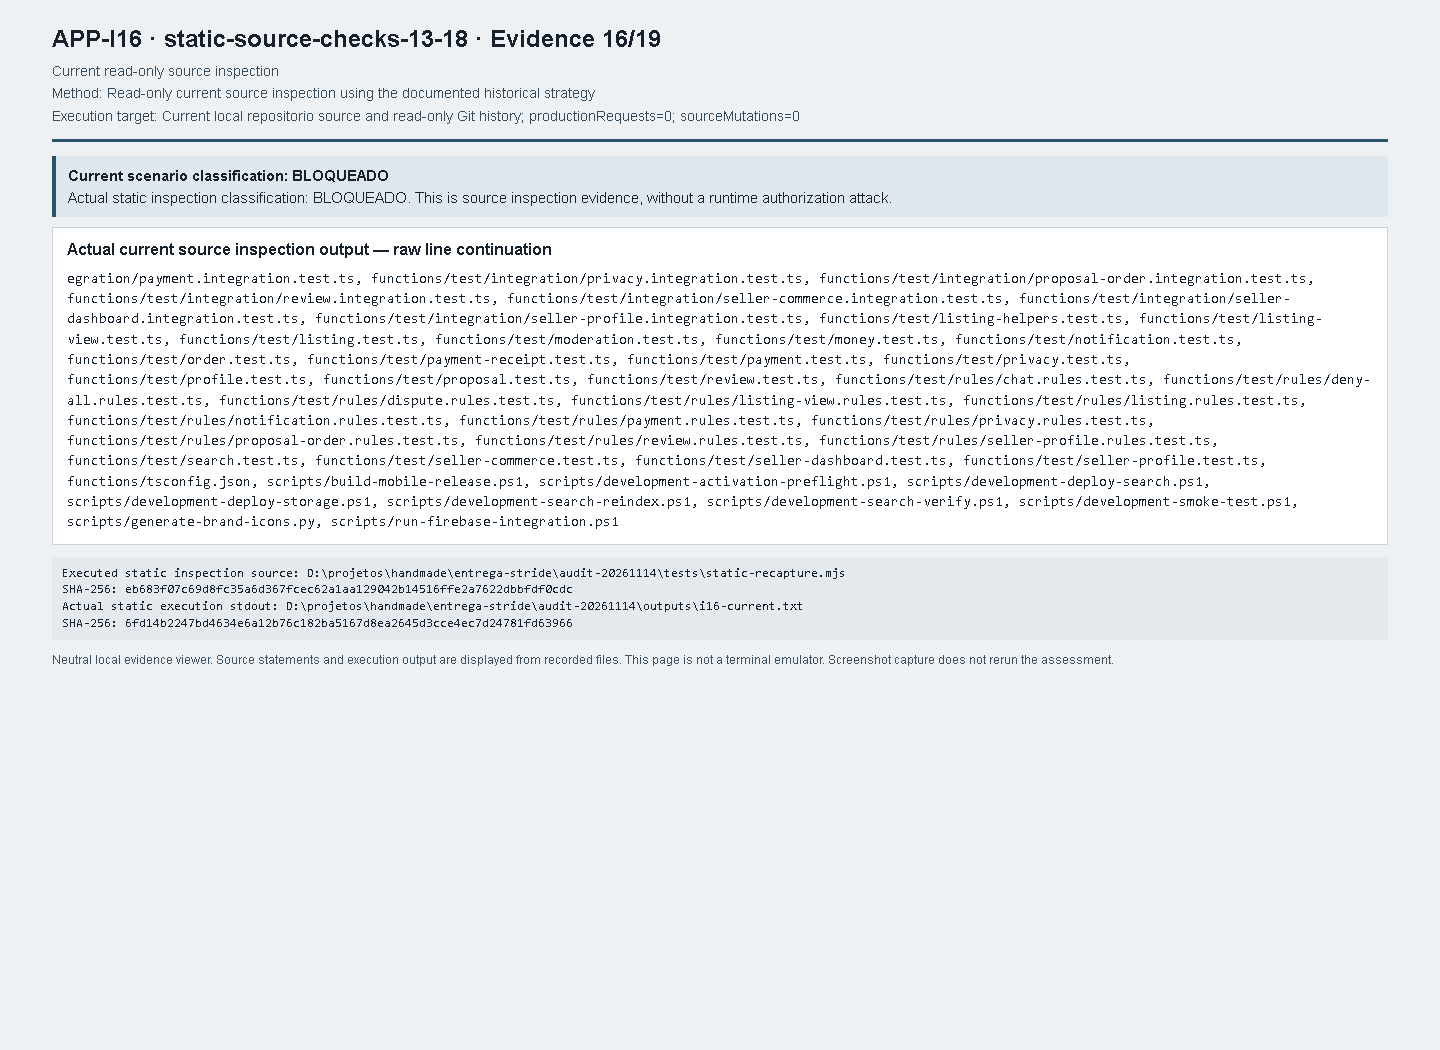 APP-I16 · static-source-checks-13-18 · Evidence 16/19
Current read-only source inspection
Method: Read-only current source inspection using the documented historical strategy
Execution target: Current local repositorio source and read-only Git history; productionRequests=0; sourceMutations=0
Current scenario classification: BLOQUEADO
Actual static inspection classification: BLOQUEADO. This is source inspection evidence, without a runtime authorization attack.
Actual current source inspection output — raw line continuation
egration/payment.integration.test.ts, functions/test/integration/privacy.integration.test.ts, functions/test/integration/proposal-order.integration.test.ts,
functions/test/integration/review.integration.test.ts, functions/test/integration/seller-commerce.integration.test.ts, functions/test/integration/seller-
dashboard.integration.test.ts, functions/test/integration/seller-profile.integration.test.ts, functions/test/listing-helpers.test.ts, functions/test/listing-
view.test.ts, functions/test/listing.test.ts, functions/test/moderation.test.ts, functions/test/money.test.ts, functions/test/notification.test.ts,
functions/test/order.test.ts, functions/test/payment-receipt.test.ts, functions/test/payment.test.ts, functions/test/privacy.test.ts,
functions/test/profile.test.ts, functions/test/proposal.test.ts, functions/test/review.test.ts, functions/test/rules/chat.rules.test.ts, functions/test/rules/deny-
all.rules.test.ts, functions/test/rules/dispute.rules.test.ts, functions/test/rules/listing-view.rules.test.ts, functions/test/rules/listing.rules.test.ts,
functions/test/rules/notification.rules.test.ts, functions/test/rules/payment.rules.test.ts, functions/test/rules/privacy.rules.test.ts,
functions/test/rules/proposal-order.rules.test.ts, functions/test/rules/review.rules.test.ts, functions/test/rules/seller-profile.rules.test.ts,
functions/test/search.test.ts, functions/test/seller-commerce.test.ts, functions/test/seller-dashboard.test.ts, functions/test/seller-profile.test.ts,
functions/tsconfig.json, scripts/build-mobile-release.ps1, scripts/development-activation-preflight.ps1, scripts/development-deploy-search.ps1,
scripts/development-deploy-storage.ps1, scripts/development-search-reindex.ps1, scripts/development-search-verify.ps1, scripts/development-smoke-test.ps1,
scripts/generate-brand-icons.py, scripts/run-firebase-integration.ps1
Executed static inspection source: D:\projetos\handmade\entrega-stride\audit-20261114\tests\static-recapture.mjs
SHA-256: eb683f07c69d8fc35a6d367fcec62a1aa129042b14516ffe2a7622dbbfdf0cdc
Actual static execution stdout: D:\projetos\handmade\entrega-stride\audit-20261114\outputs\i16-current.txt
SHA-256: 6fd14b2247bd4634e6a12b76c182ba5167d8ea2645d3cce4ec7d24781fd63966
Neutral local evidence viewer. Source statements and execution output are displayed from recorded files. This page is not a terminal emulator. Screenshot capture does not rerun the assessment.